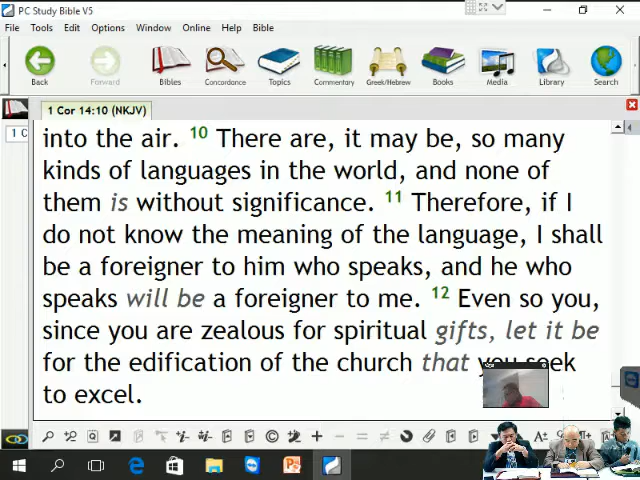 PC Study Bible V5
File Tools Edit Options Window Online Help Bible
Back Forward Bibles Concordance Topics Commentary Greek/Hebrew Books Media Library Search
1 Cor 14:10 (NKJV)
1 C
into the air. 10 There are, it may be, so many
kinds of languages in the world, and none of
them is without significance. 11 Therefore, if I
do not know the meaning of the language, I shall
be a foreigner to him who speaks, and he who
speaks will be a foreigner to me. 12 Even so you,
since you are zealous for spiritual gifts, let it be
for the edification of the church that you seek
to excel.